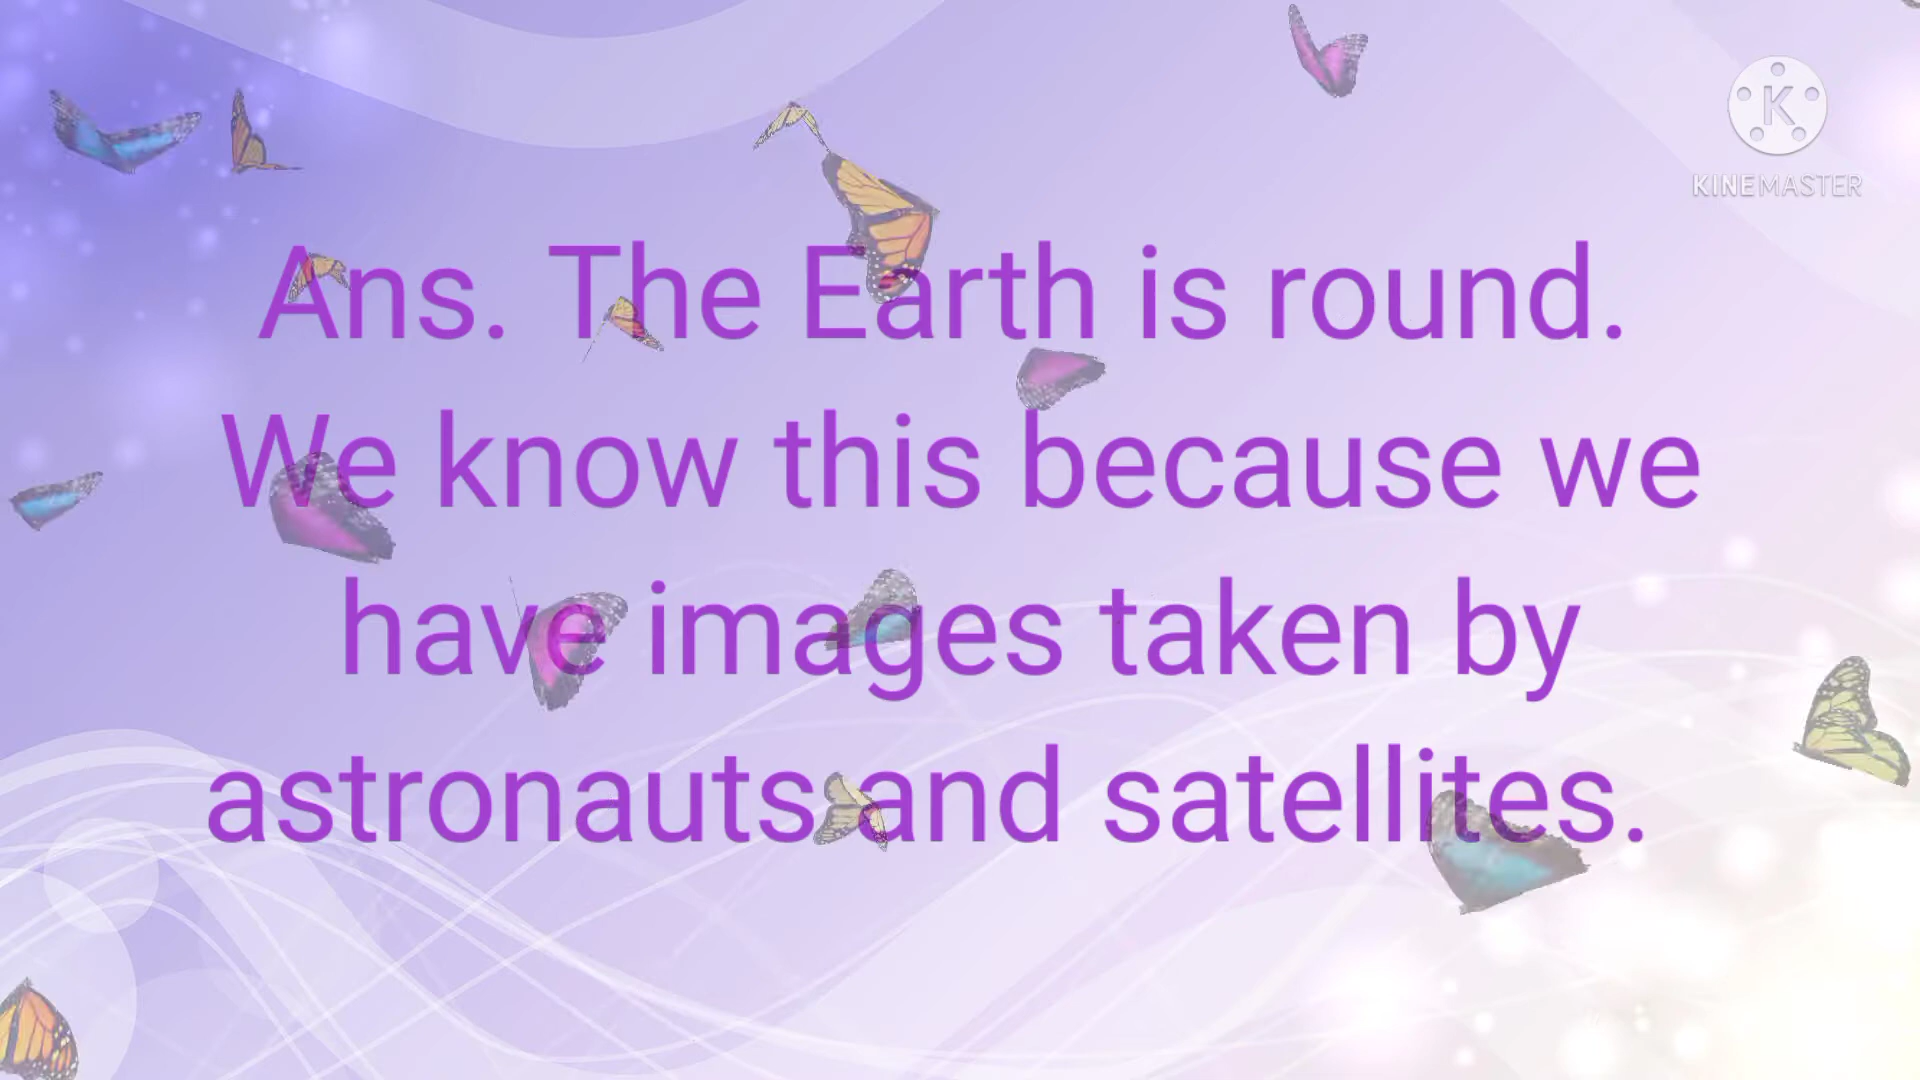 K
KINEMASTER
Ans. The Earth is round.
We know this because we
have images taken by
astronauts and satellites.